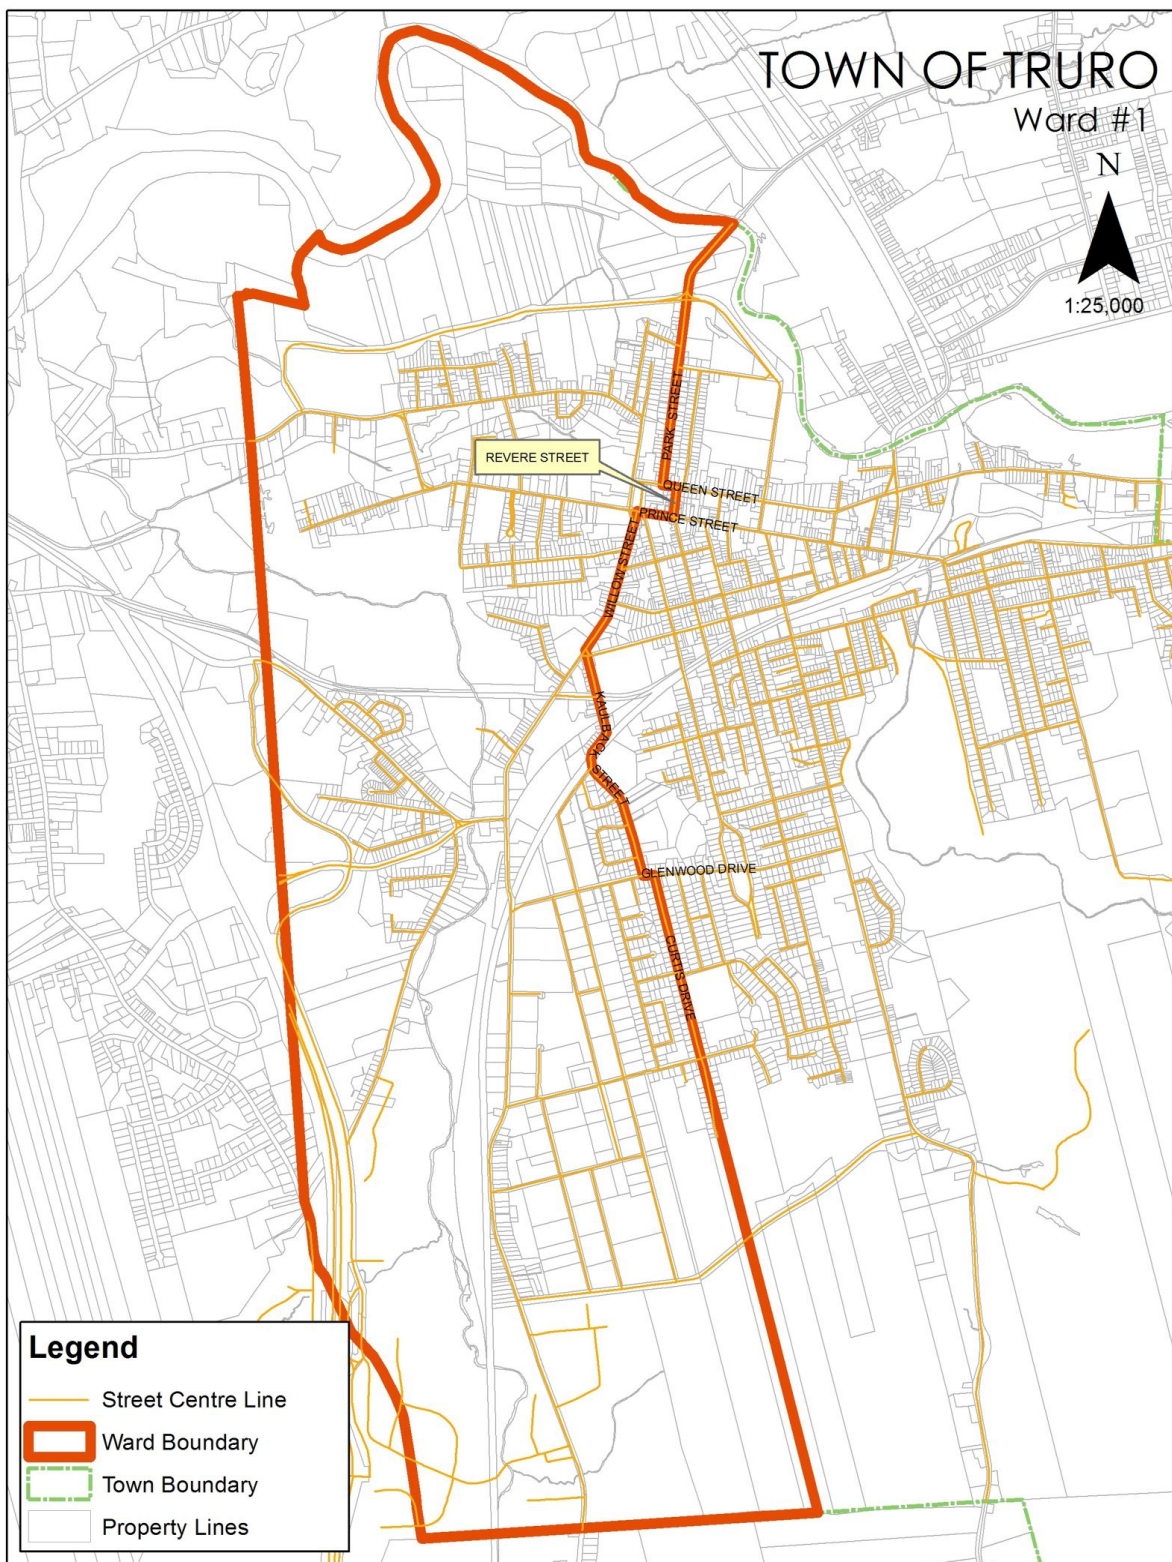 TOWN OF TRURO
Ward #1
N
1:25,000
PARK STREET
REVERE STREET
QUEEN STREET
PRINCE STREET
WILLOW STREET
KAULBACK STREET
GLENWOOD DRIVE
CURTIS DRIVE
Legend
Street Centre Line
Ward Boundary
Town Boundary
Property Lines